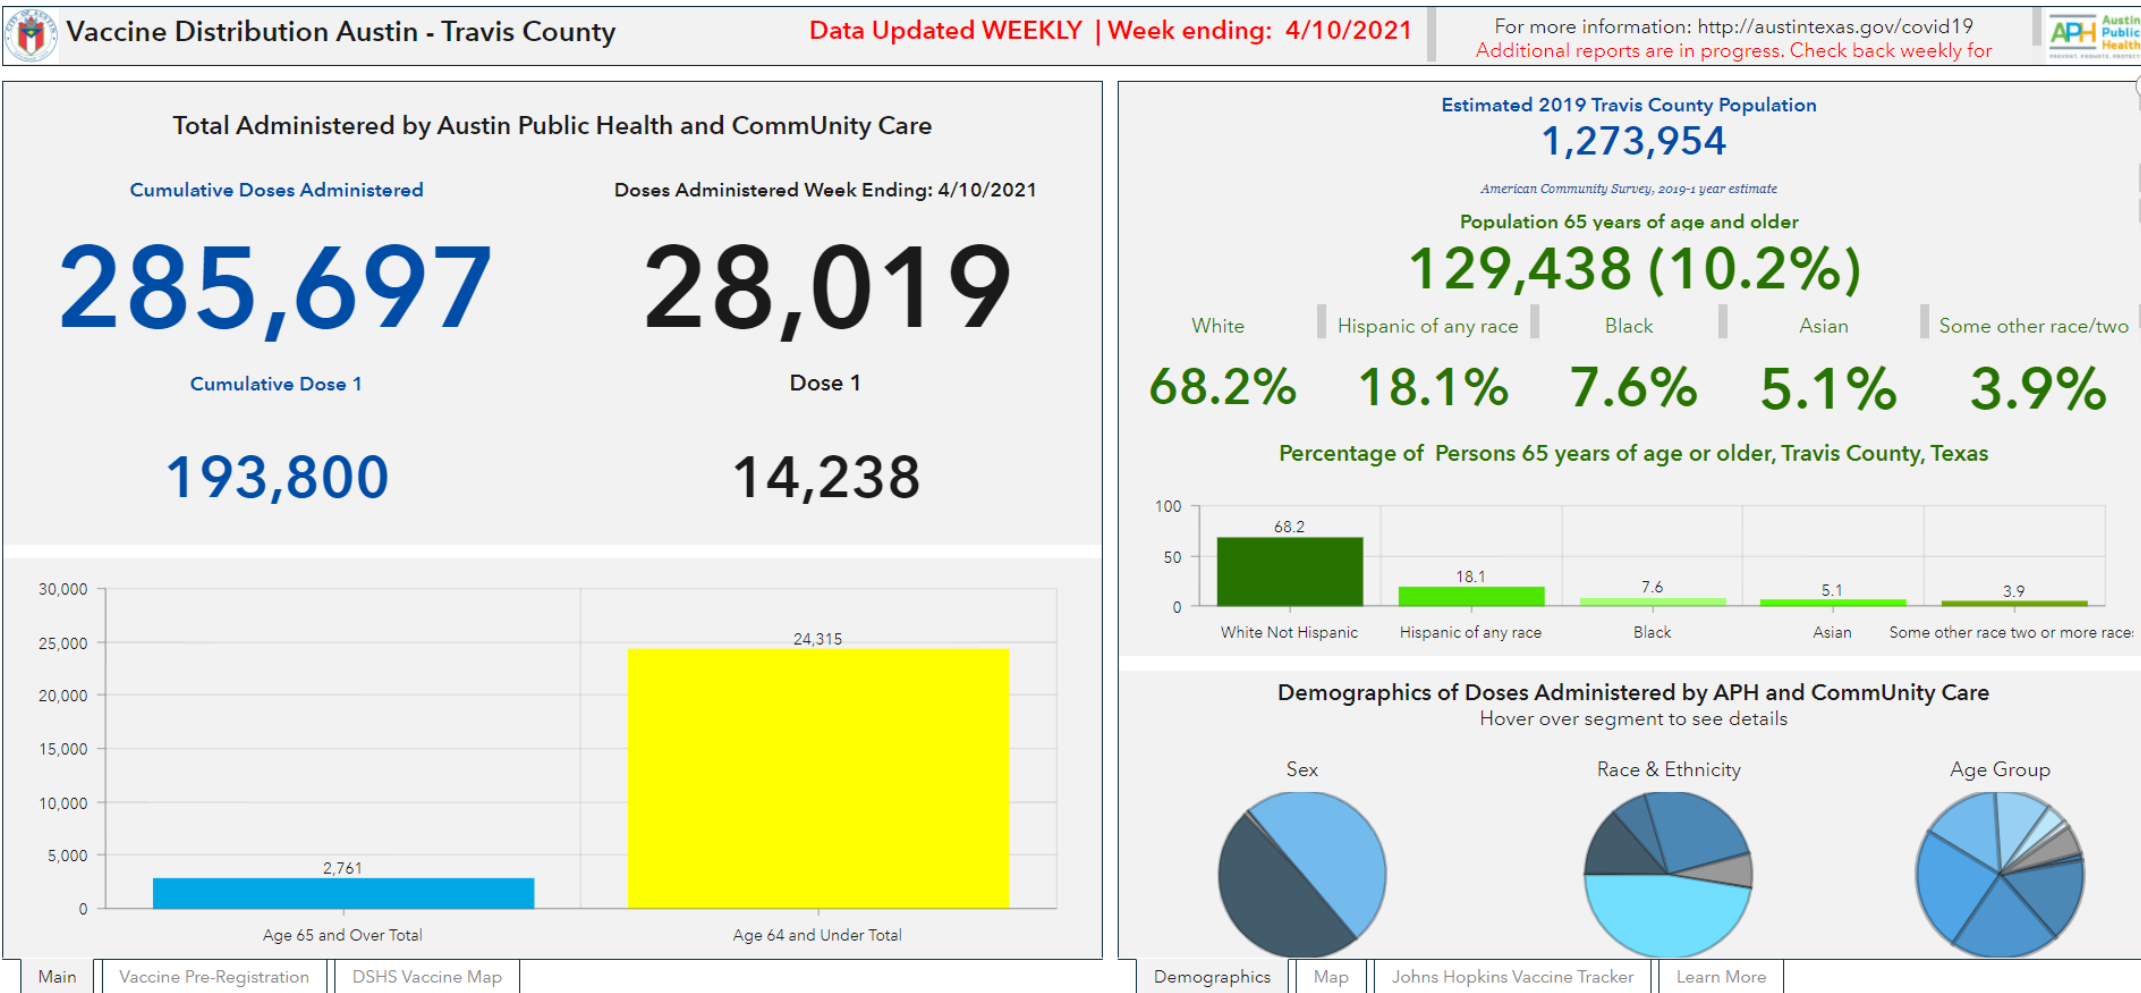 Vaccine Distribution Austin - Travis County
Data Updated WEEKLY | Week ending: 4/10/2021
For more information: http://austintexas.gov/covid19
Additional reports are in progress. Check back weekly for
APH
Austin
Public
Health
Total Administered by Austin Public Health and CommUnity Care
Cumulative Doses Administered
Doses Administered Week Ending: 4/10/2021
285,697
28,019
Cumulative Dose 1
Dose 1
193,800
14,238
30,000
25,000
20,000
15,000
10,000
5,000
0
2,761
24,315
Age 65 and Over Total
Age 64 and Under Total
Main
Vaccine Pre-Registration
DSHS Vaccine Map
Estimated 2019 Travis County Population
1,273,954
American Community Survey, 2019-1 year estimate
Population 65 years of age and older
129,438 (10.2%)
White
Hispanic of any race
Black
Asian
Some other race/two
68.2%
18.1%
7.6%
5.1%
3.9%
Percentage of Persons 65 years of age or older, Travis County, Texas
100
50
0
68.2
18.1
7.6
5.1
3.9
White Not Hispanic
Hispanic of any race
Black
Asian
Some other race two or more race
Demographics of Doses Administered by APH and CommUnity Care
Hover over segment to see details
Sex
Race & Ethnicity
Age Group
Demographics
Map
Johns Hopkins Vaccine Tracker
Learn More